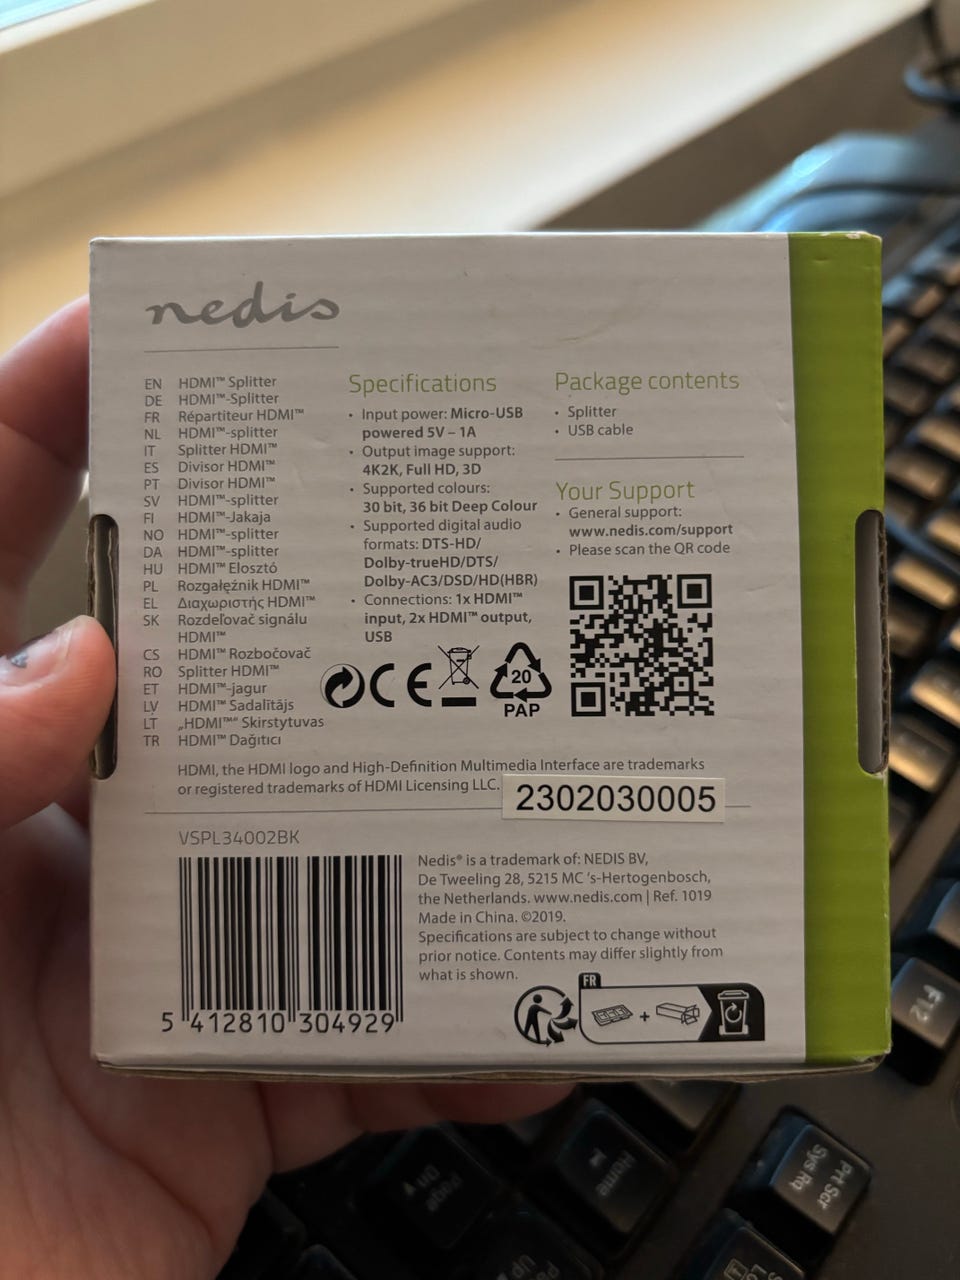 nedis
EN HDMI™ Splitter
DE HDMI™-Splitter
FR Répartiteur HDMI™
NL HDMI™-splitter
IT Splitter HDMI™
ES Divisor HDMI™
PT Divisor HDMI™
SV HDMI™-splitter
FI HDMI™-Jakaja
NO HDMI™-splitter
DA HDMI™-splitter
HU HDMI™ Elosztó
PL Rozgałęźnik HDMI™
EL Διαχωριστής HDMI™
SK Rozdeľovač signálu
HDMI™
CS HDMI™ Rozbočovač
RO Splitter HDMI™
ET HDMI™-jagur
LV HDMI™ Sadalītājs
LT „HDMI™“ Skirstytuvas
TR HDMI™ Dağıtıcı
Specifications
• Input power: Micro-USB
powered 5V – 1A
• Output image support:
4K2K, Full HD, 3D
• Supported colours:
30 bit, 36 bit Deep Colour
• Supported digital audio
formats: DTS-HD/
Dolby-trueHD/DTS/
Dolby-AC3/DSD/HD(HBR)
• Connections: 1x HDMI™
input, 2x HDMI™ output,
USB
Package contents
• Splitter
• USB cable
Your Support
• General support:
www.nedis.com/support
• Please scan the QR code
CE
20
PAP
HDMI, the HDMI logo and High-Definition Multimedia Interface are trademarks
or registered trademarks of HDMI Licensing LLC.
2302030005
VSPL34002BK
5 412810 304929
Nedis® is a trademark of: NEDIS BV,
De Tweeling 28, 5215 MC 's-Hertogenbosch,
the Netherlands. www.nedis.com | Ref. 1019
Made in China. ©2019.
Specifications are subject to change without
prior notice. Contents may differ slightly from
what is shown.
FR
+
F12
Prt Scr
Sys Rq
Home
Page
Dn